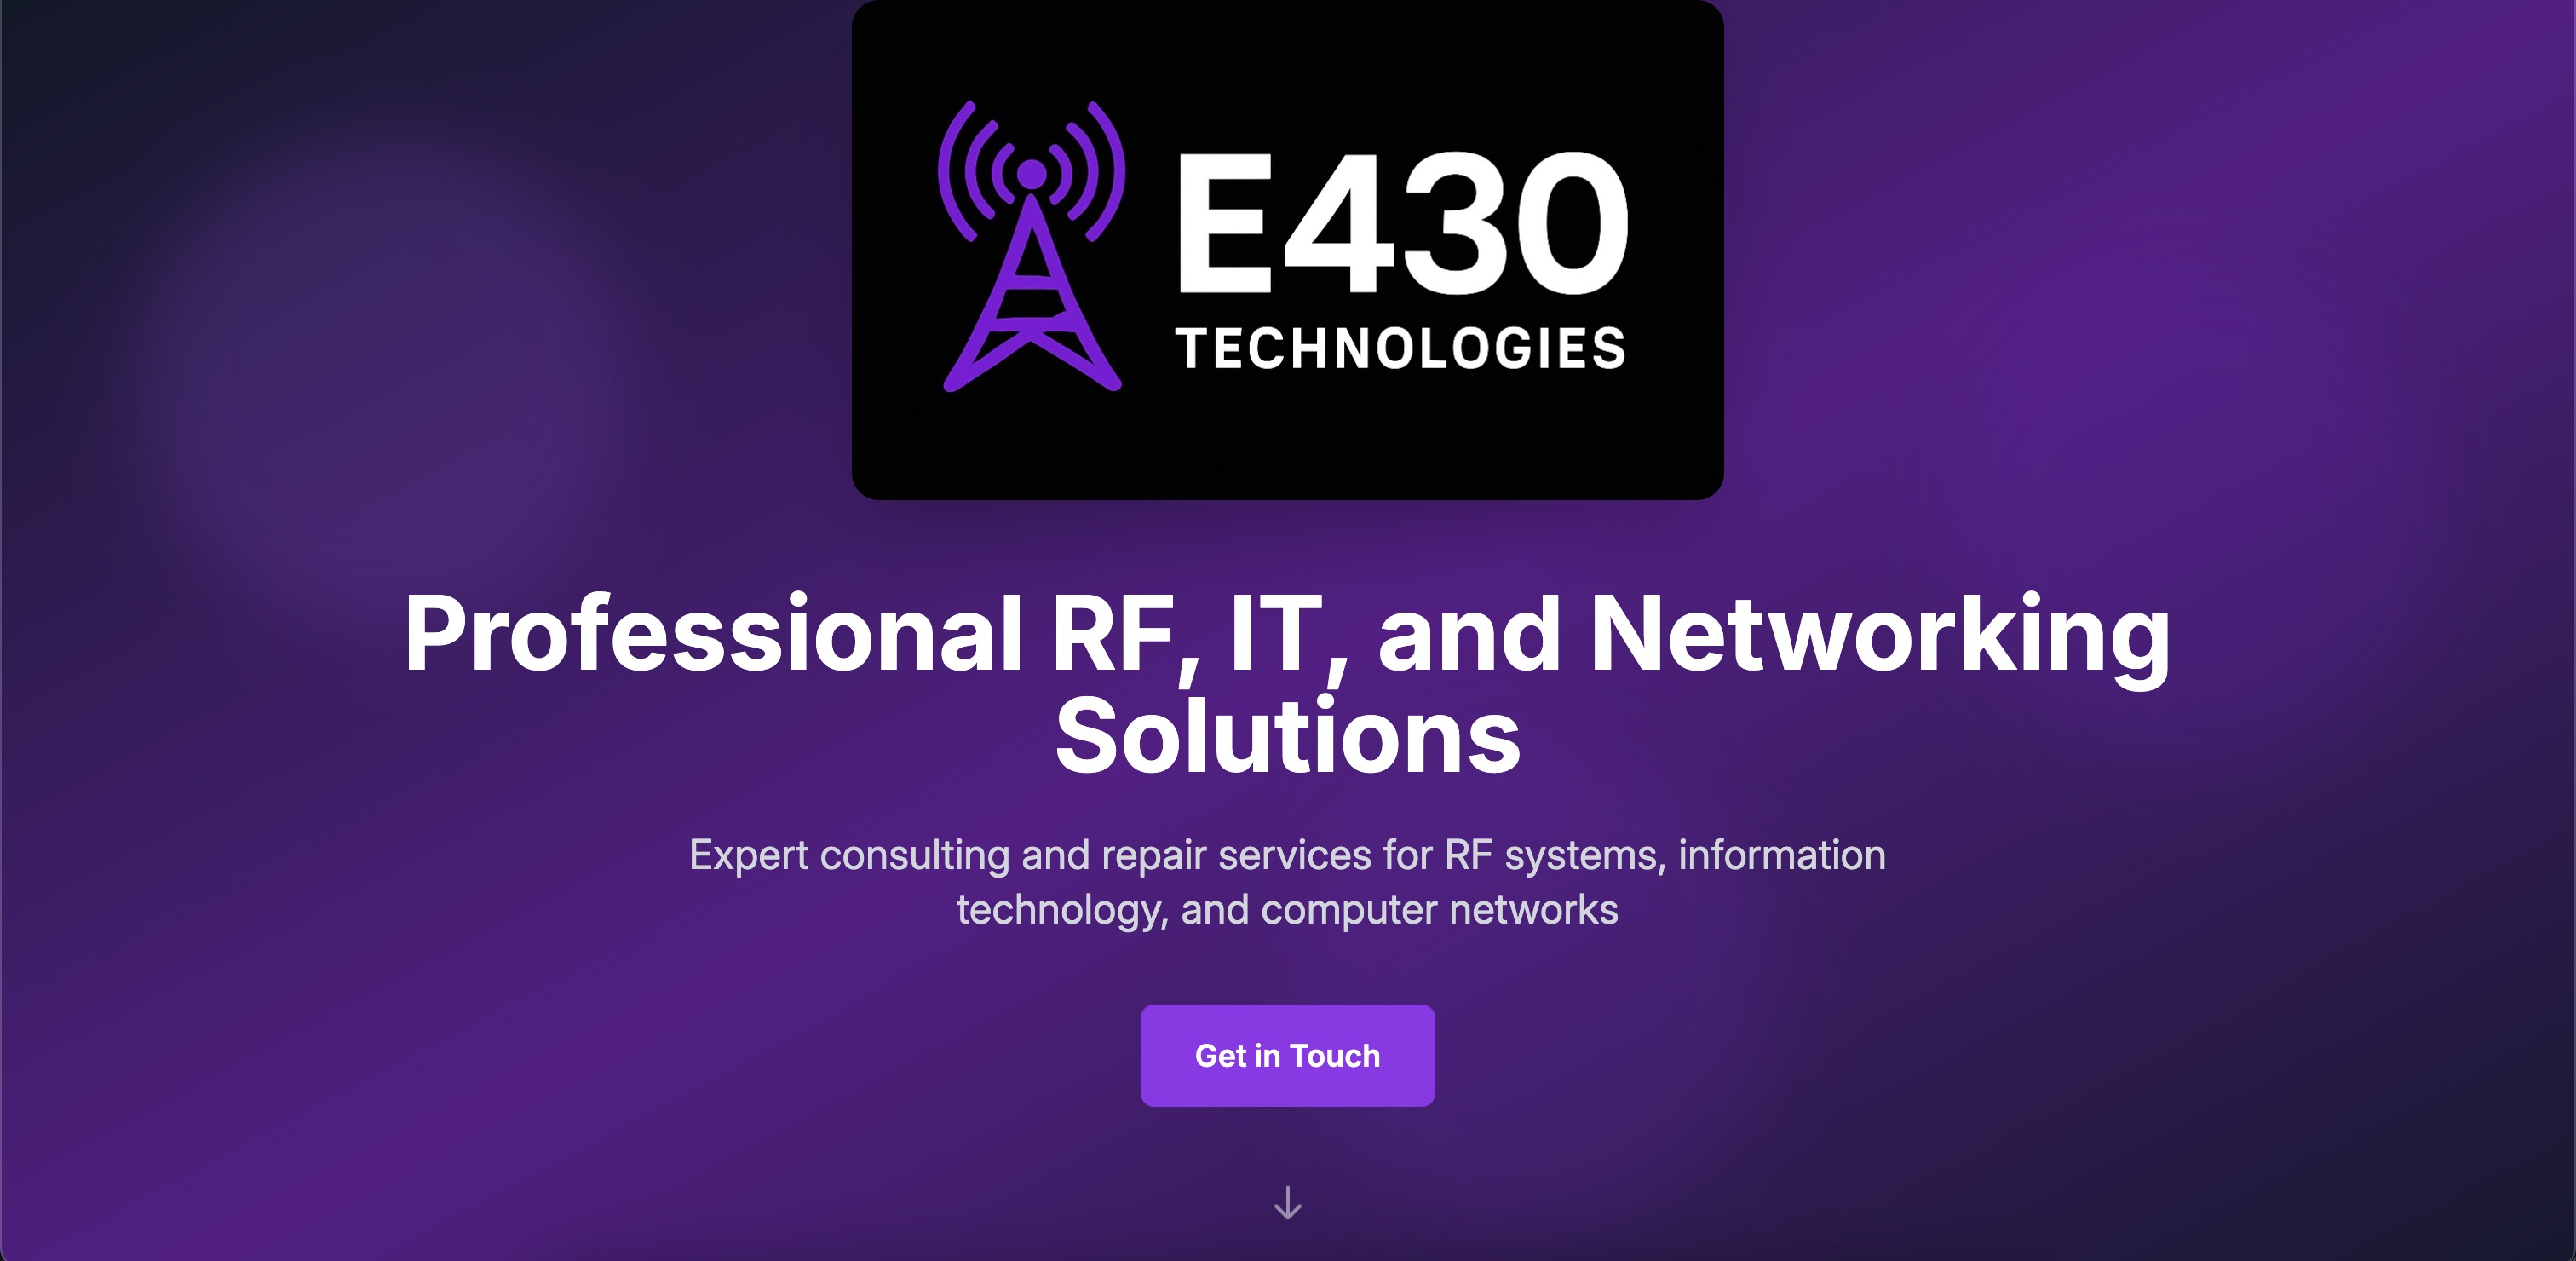 E430
TECHNOLOGIES
Professional RF, IT, and Networking
Solutions
Expert consulting and repair services for RF systems, information
technology, and computer networks
Get in Touch